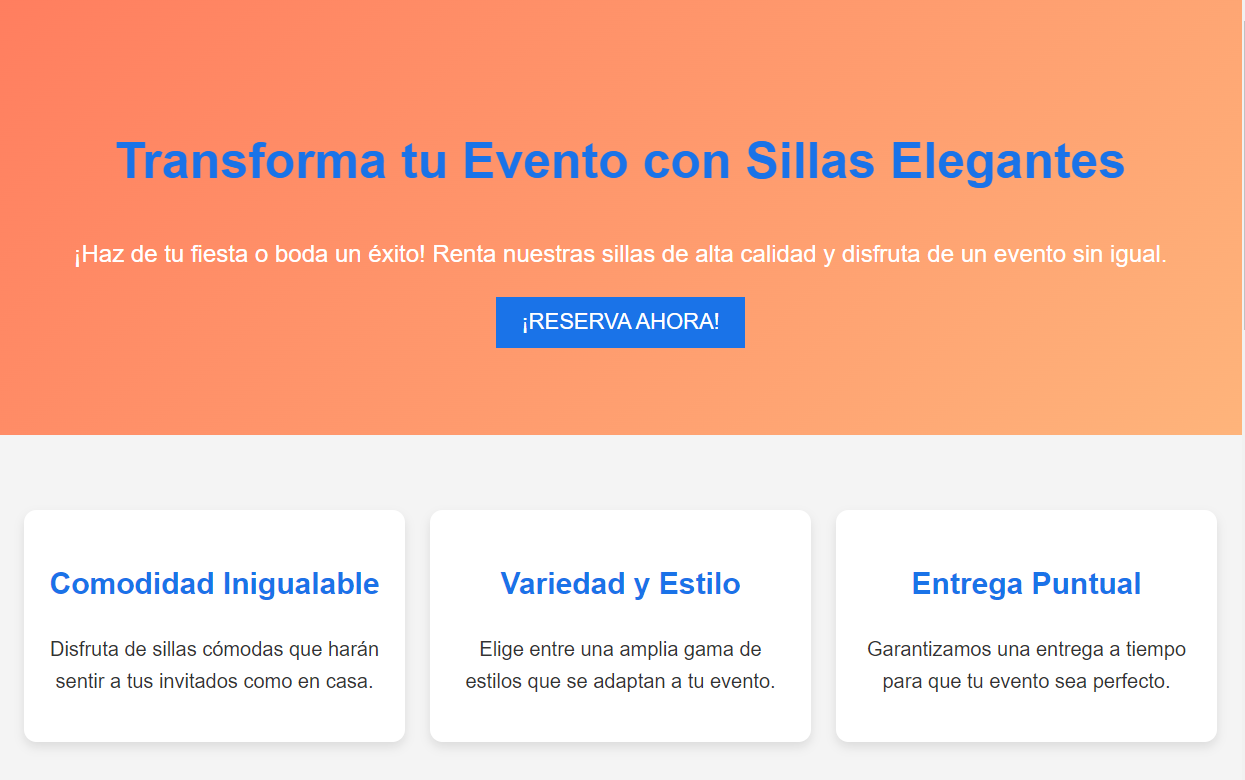 Transforma tu Evento con Sillas Elegantes
¡Haz de tu fiesta o boda un éxito! Renta nuestras sillas de alta calidad y disfruta de un evento sin igual.
¡RESERVA AHORA!
Comodidad Inigualable
Disfruta de sillas cómodas que harán
sentir a tus invitados como en casa.
Variedad y Estilo
Elige entre una amplia gama de
estilos que se adaptan a tu evento.
Entrega Puntual
Garantizamos una entrega a tiempo
para que tu evento sea perfecto.